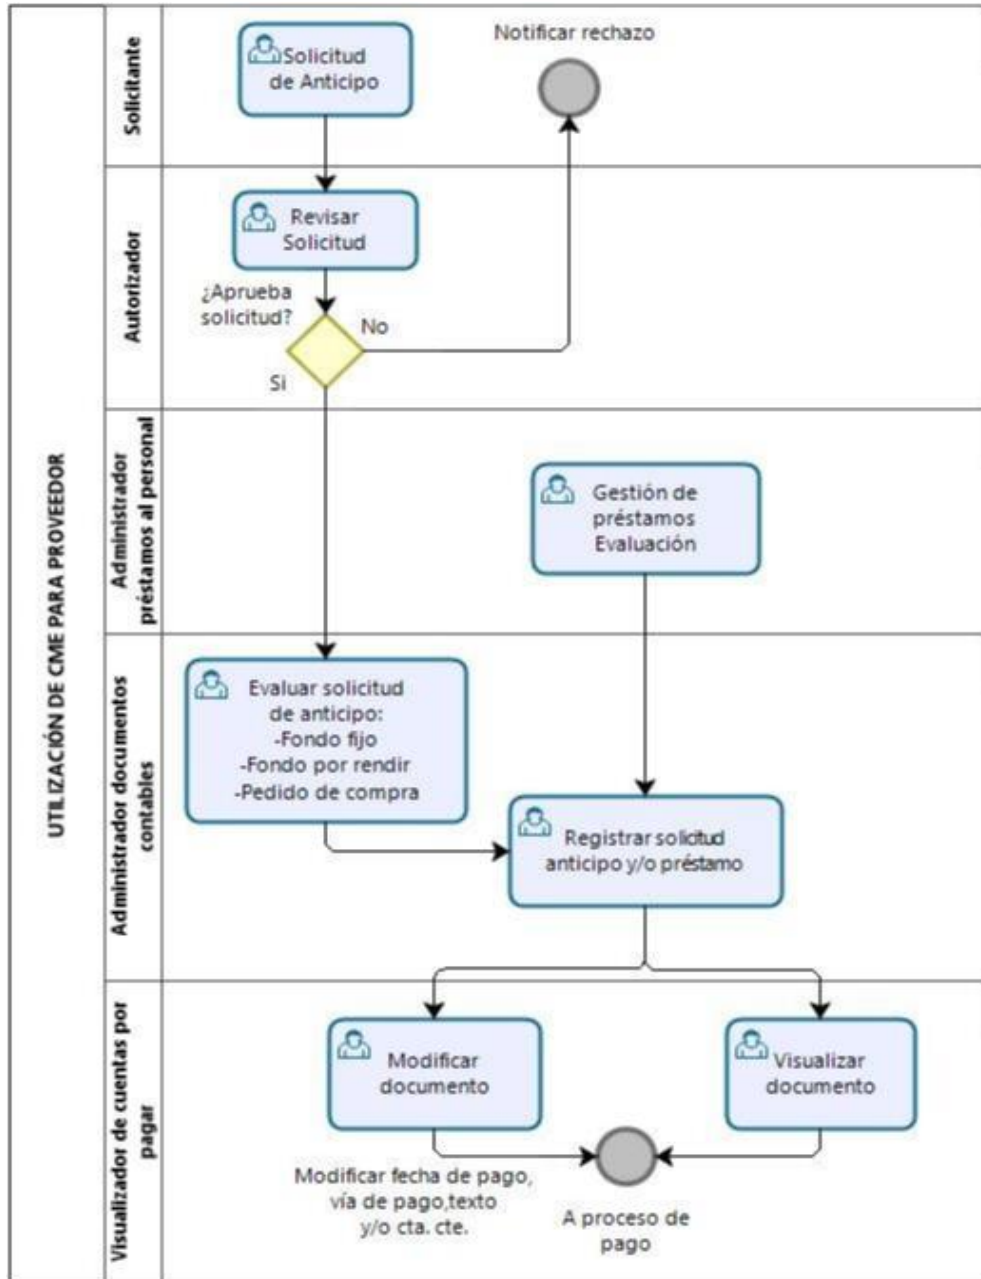 UTILIZACIÓN DE CME PARA PROVEEDOR
Solicitante
Solicitud
de Anticipo
Notificar rechazo
Autorizador
Revisar
Solicitud
¿Aprueba
solicitud?
No
Si
Administrador
préstamos al personal
Gestión de
préstamos
Evaluación
Administrador documentos
contables
Evaluar solicitud
de anticipo:
-Fondo fijo
-Fondo por rendir
-Pedido de compra
Registrar solicitud
anticipo y/o préstamo
Visualizador de cuentas por
pagar
Modificar
documento
Visualizar
documento
Modificar fecha de pago,
vía de pago,texto
y/o cta. cte.
A proceso de
pago